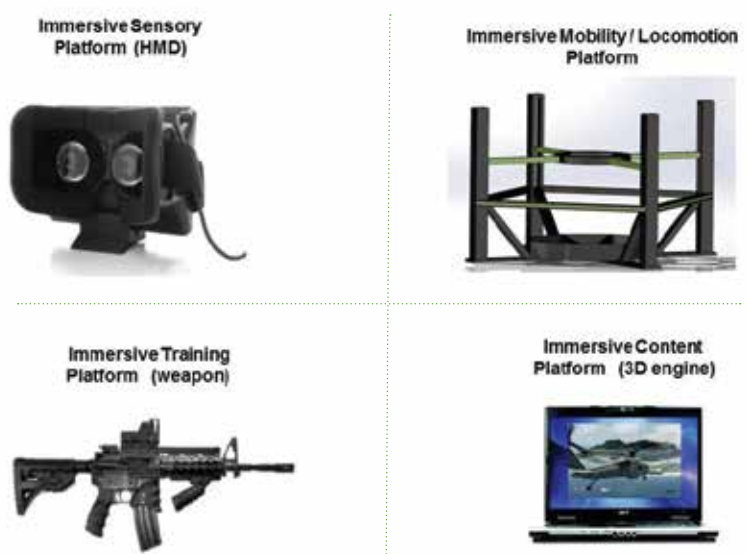 Immersive Sensory
Platform (HMD)
Immersive Mobility / Locomotion
Platform
Immersive Training
Platform (weapon)
Immersive Content
Platform (3D engine)